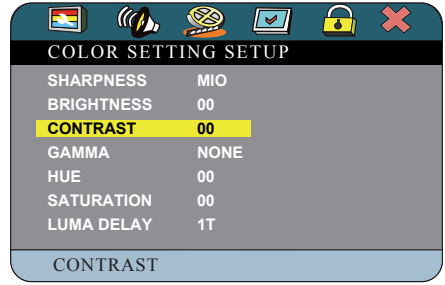 COLOR SETTING SETUP
SHARPNESS MIO
BRIGHTNESS 00
CONTRAST 00
GAMMA NONE
HUE 00
SATURATION 00
LUMA DELAY 1T
CONTRAST